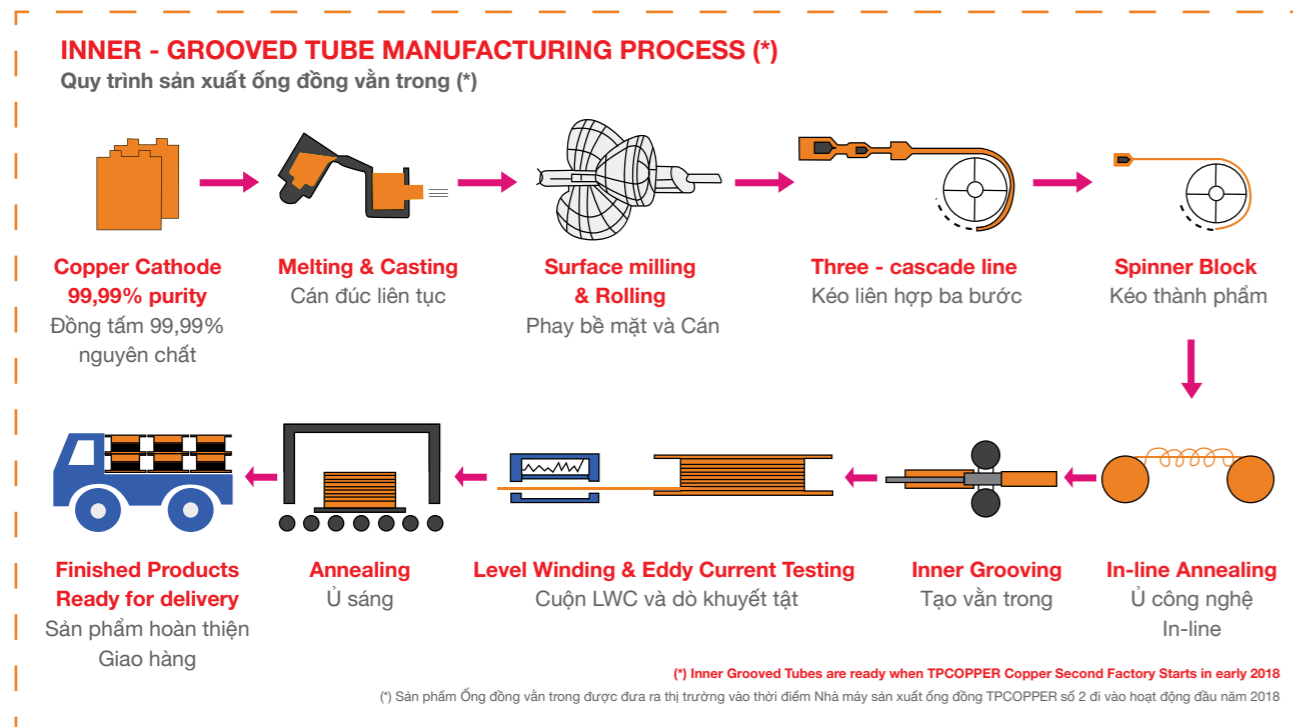 INNER - GROOVED TUBE MANUFACTURING PROCESS (*)
Quy trình sản xuất ống đồng vằn trong (*)
Copper Cathode
99,99% purity
Đồng tấm 99,99%
nguyên chất
Melting & Casting
Cán đúc liên tục
Surface milling
& Rolling
Phay bề mặt và Cán
Three - cascade line
Kéo liên hợp ba bước
Spinner Block
Kéo thành phẩm
Finished Products
Ready for delivery
Sản phẩm hoàn thiện
Giao hàng
Annealing
Ủ sáng
Level Winding & Eddy Current Testing
Cuộn LWC và dò khuyết tật
Inner Grooving
Tạo vằn trong
In-line Annealing
Ủ công nghệ
In-line
(*) Inner Grooved Tubes are ready when TPCOPPER Copper Second Factory Starts in early 2018
(*) Sản phẩm Ống đồng vằn trong được đưa ra thị trường vào thời điểm Nhà máy sản xuất ống đồng TPCOPPER số 2 đi vào hoạt động đầu năm 2018